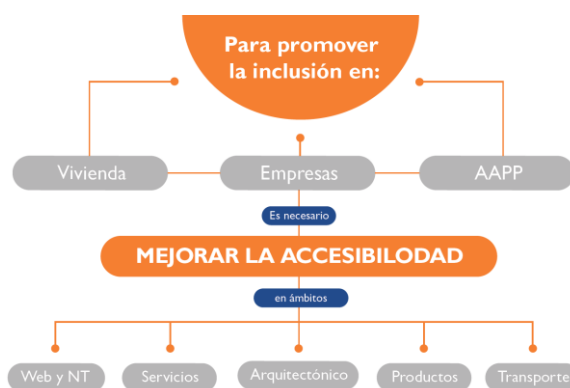 Para promover
la inclusión en:
Vivienda
Empresas
AAPP
Es necesario
MEJORAR LA ACCESIBILODAD
en ámbitos
Web y NT
Servicios
Arquitectónico
Productos
Transporte